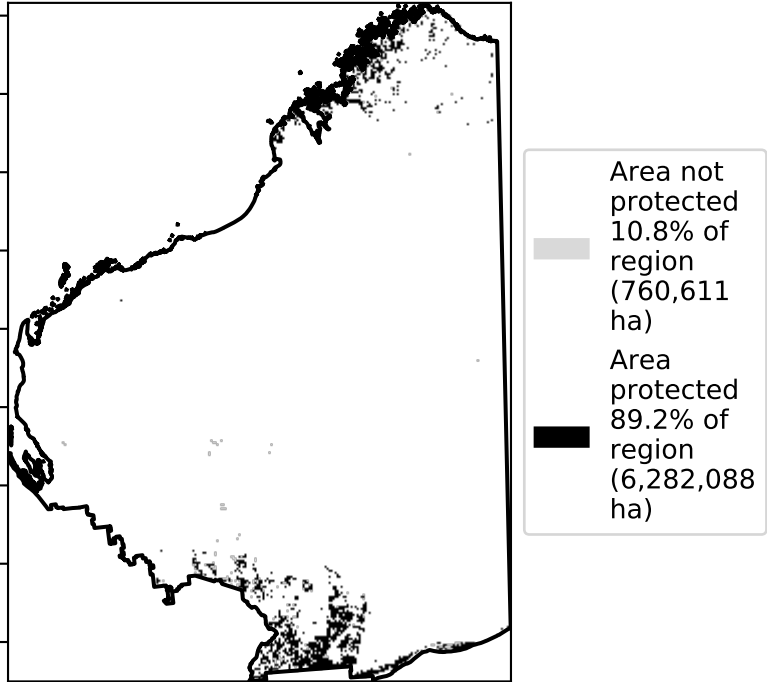 Area not
protected
10.8% of
region
(760,611
ha)
Area
protected
89.2% of
region
(6,282,088
ha)